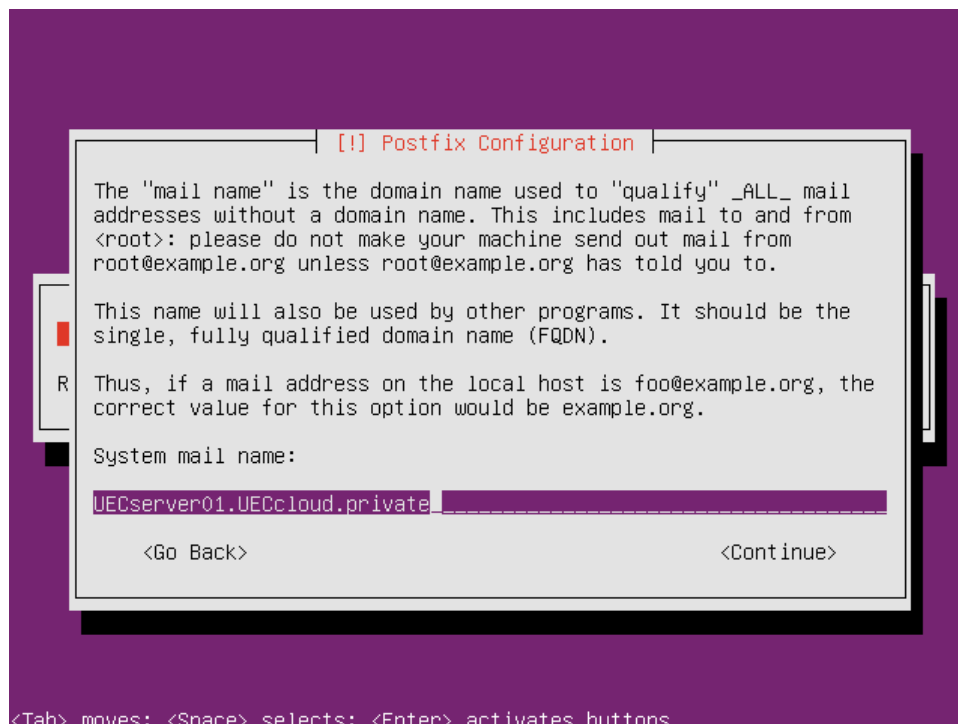 [!] Postfix Configuration
The "mail name" is the domain name used to "qualify" _ALL_ mail
addresses without a domain name. This includes mail to and from
<root>: please do not make your machine send out mail from
root@example.org unless root@example.org has told you to.
This name will also be used by other programs. It should be the
single, fully qualified domain name (FQDN).
R
Thus, if a mail address on the local host is foo@example.org, the
correct value for this option would be example.org.
System mail name:
UECserver01.UECcloud.private
<Go Back> <Continue>
<Tab> moves; <Space> selects; <Enter> activates buttons